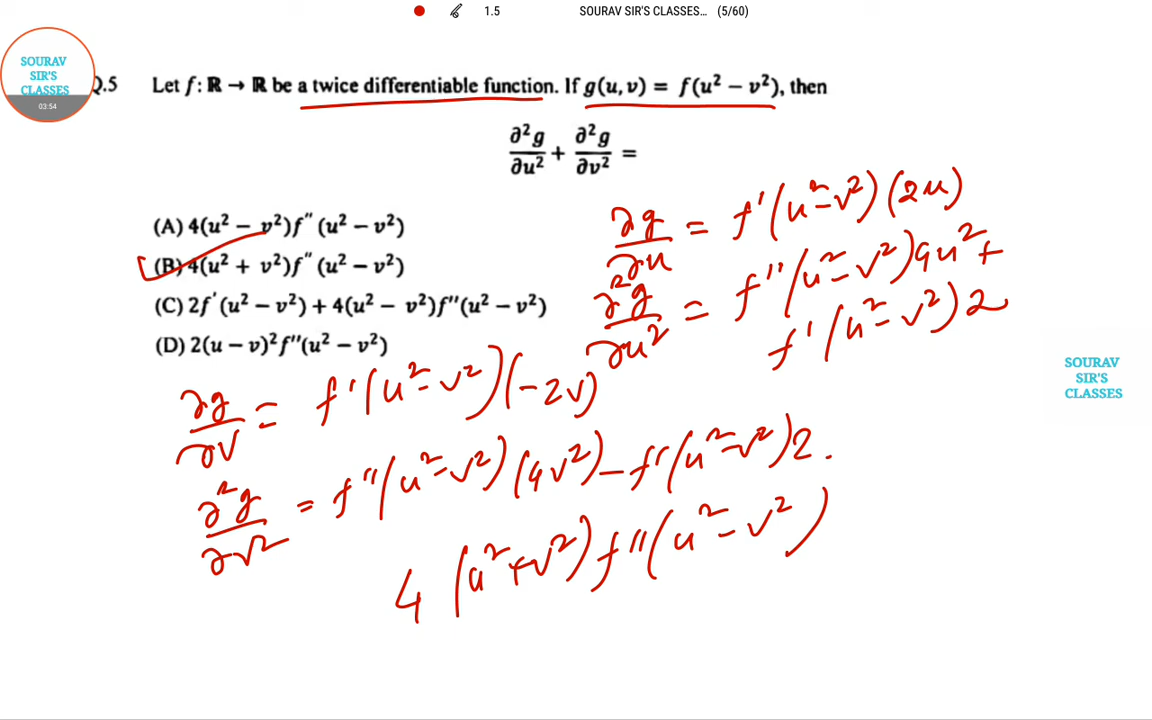 1.5 SOURAV SIR'S CLASSES... (5/60)
SOURAV
SIR'S
CLASSES
03:54
Q.5 Let f: ℝ → ℝ be a twice differentiable function. If g(u, v) = f(u² − v²), then
∂²g/∂u² + ∂²g/∂v² =
(A) 4(u² − v²)f″ (u² − v²)
(B) 4(u² + v²)f″ (u² − v²)
(C) 2f′ (u² − v²) + 4(u² − v²)f″(u² − v²)
(D) 2(u − v)²f″(u² − v²)
∂g/∂u = f′(u² − v²)(2u)
∂²g/∂u² = f″(u² − v²)4u² +
f′(u² − v²)2
SOURAV
SIR'S
CLASSES
∂g/∂v = f′(u² − v²)(−2v)
∂²g/∂v² = f″(u² − v²)(4v²) − f′(u² − v²)2.
4 (u² + v²) f″(u² − v²)